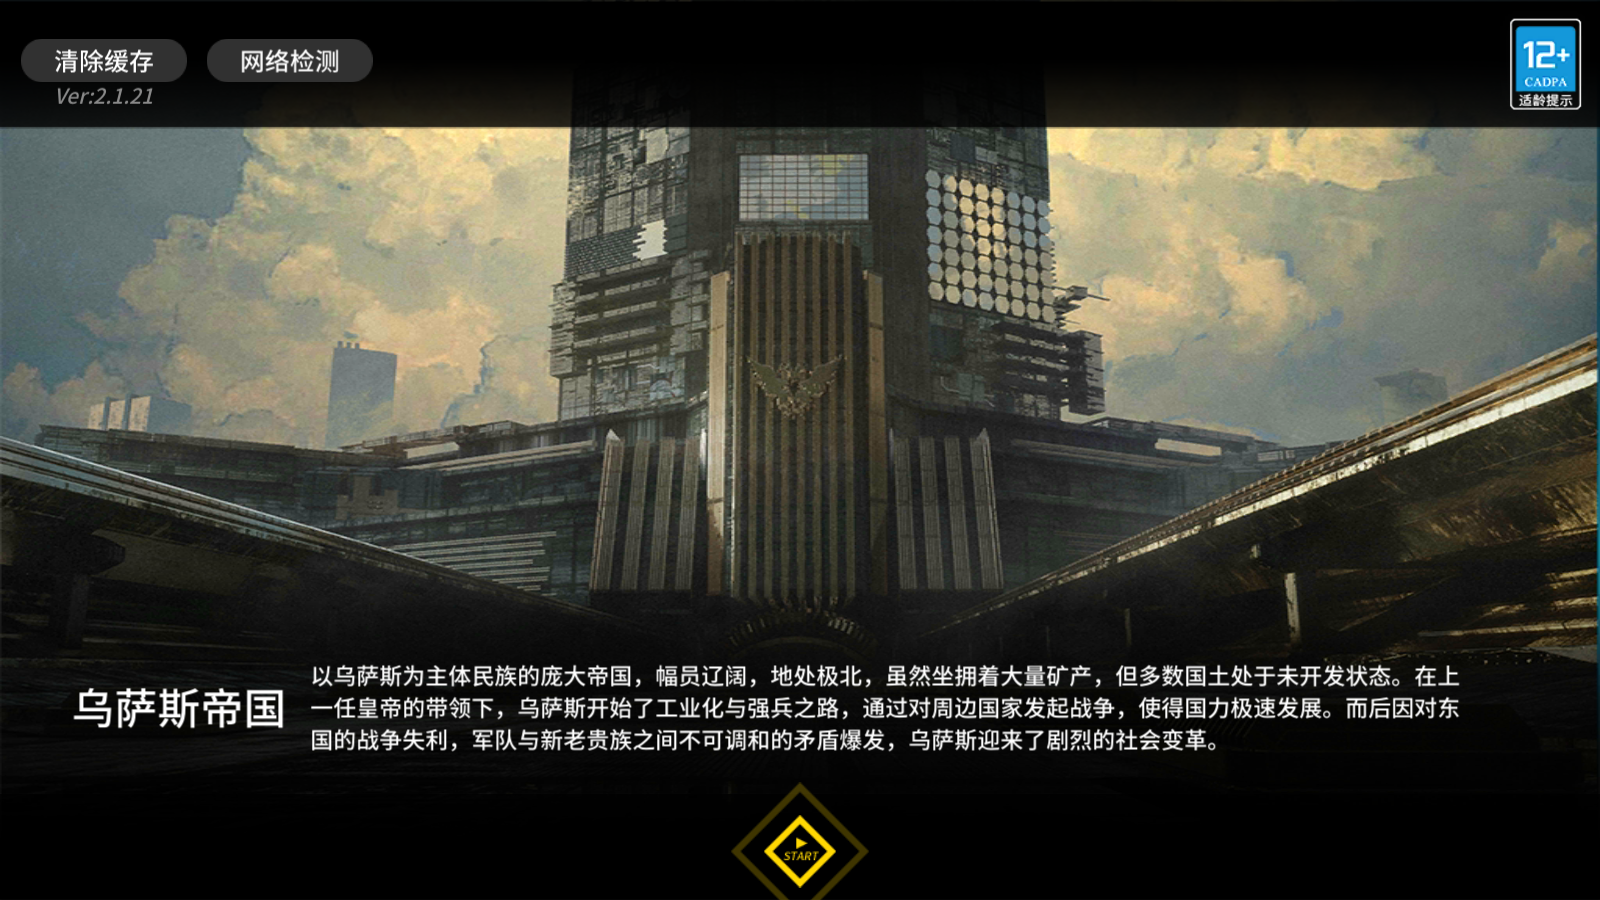 清除缓存
网络检测
Ver:2.1.21
12+
CADPA
适龄提示
乌萨斯帝国
以乌萨斯为主体民族的庞大帝国，幅员辽阔，地处极北，虽然坐拥着大量矿产，但多数国土处于未开发状态。在上
一任皇帝的带领下，乌萨斯开始了工业化与强兵之路，通过对周边国家发起战争，使得国力极速发展。而后因对东
国的战争失利，军队与新老贵族之间不可调和的矛盾爆发，乌萨斯迎来了剧烈的社会变革。
START